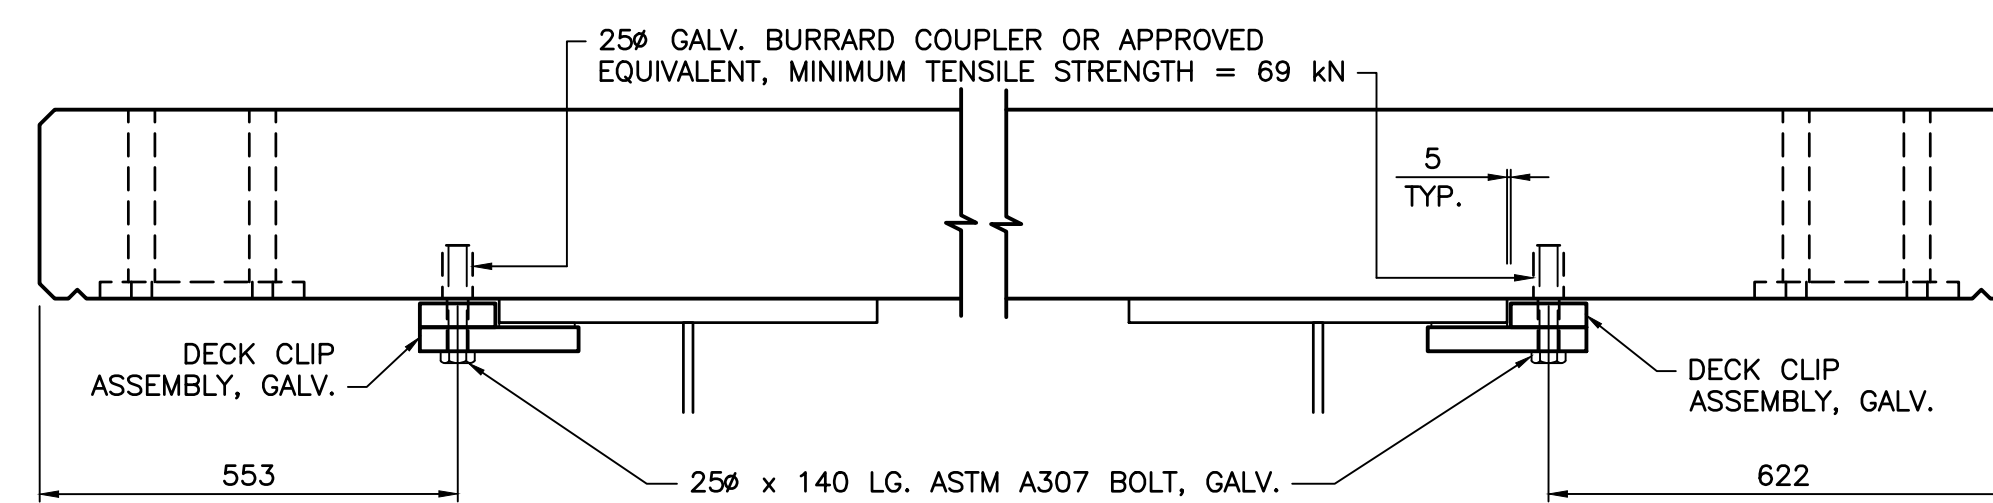 25ø GALV. BURRARD COUPLER OR APPROVED
EQUIVALENT, MINIMUM TENSILE STRENGTH = 69 kN
5
TYP.
DECK CLIP
ASSEMBLY, GALV.
DECK CLIP
ASSEMBLY, GALV.
553
25ø x 140 LG. ASTM A307 BOLT, GALV.
622